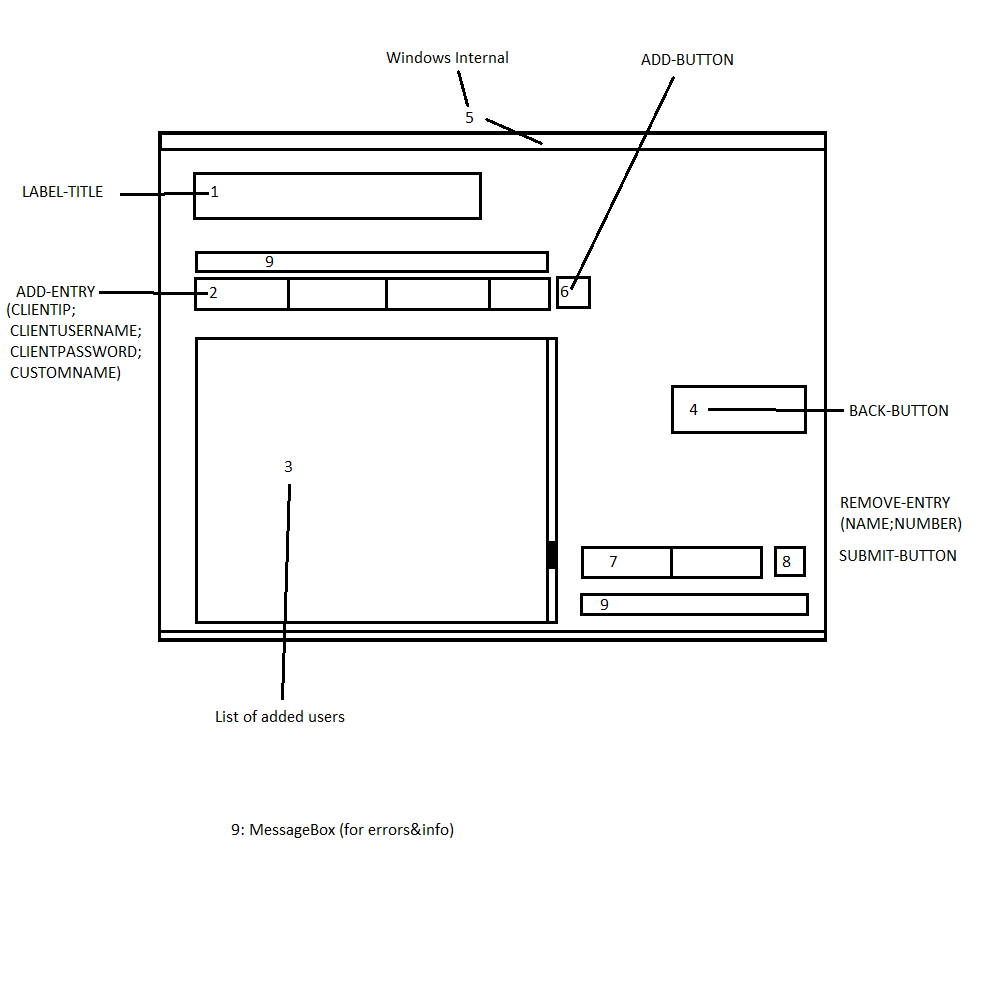 Windows Internal
ADD-BUTTON
5
LABEL-TITLE
1
9
ADD-ENTRY
(CLIENTIP;
CLIENTUSERNAME;
CLIENTPASSWORD;
CUSTOMNAME)
2
6
4
BACK-BUTTON
3
REMOVE-ENTRY
(NAME;NUMBER)
SUBMIT-BUTTON
7
8
9
List of added users
9: MessageBox (for errors&info)